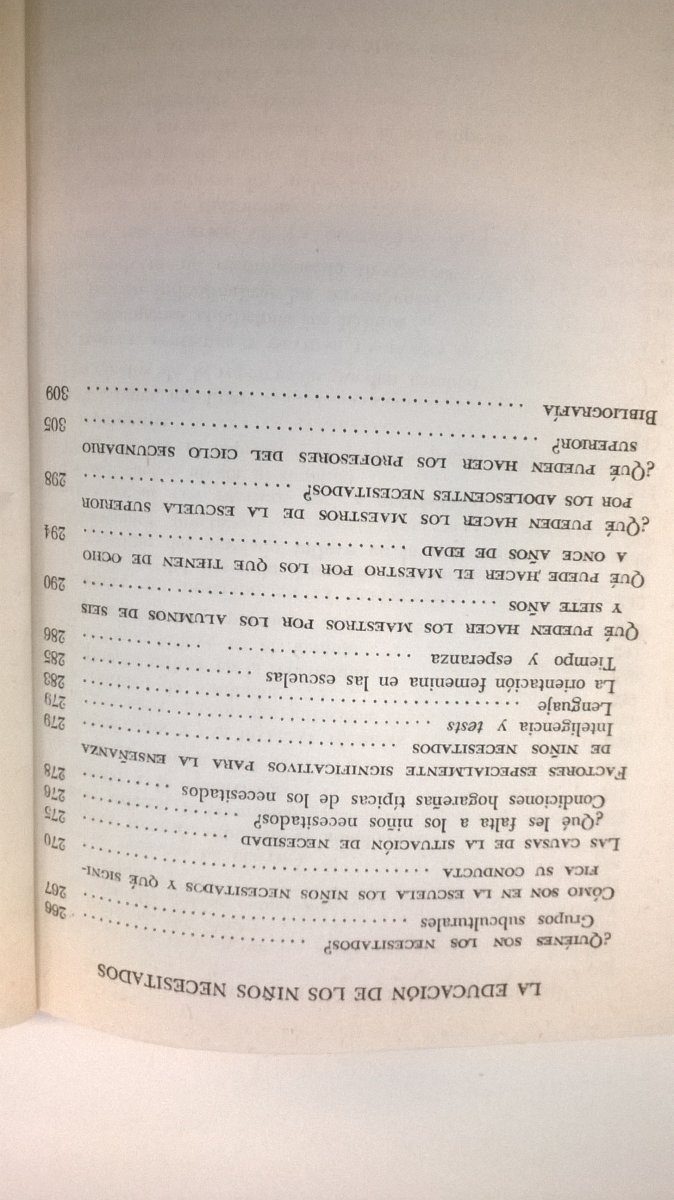 LA EDUCACIÓN DE LOS NIÑOS NECESITADOS
¿QUIÉNES SON LOS NECESITADOS? ........................ 266
Grupos subculturales ................................ 267
CÓMO SON EN LA ESCUELA LOS NIÑOS NECESITADOS Y QUÉ SIGNI-
FICA SU CONDUCTA ................................ 270
LAS CAUSAS DE LA SITUACIÓN DE NECESIDAD ................ 275
¿Qué les falta a los niños necesitados? ................ 276
Condiciones hogareñas típicas de los necesitados .......... 278
FACTORES ESPECIALMENTE SIGNIFICATIVOS PARA LA ENSEÑANZA
DE NIÑOS NECESITADOS ................................ 279
Inteligencia y tests ................................ 279
Lenguaje ................................ 283
La orientación femenina en las escuelas ................ 285
Tiempo y esperanza ................................ 286
QUÉ PUEDEN HACER LOS MAESTROS POR LOS ALUMNOS DE SEIS
Y SIETE AÑOS ................................ 290
QUÉ PUEDE HACER EL MAESTRO POR LOS QUE TIENEN DE OCHO
A ONCE AÑOS DE EDAD ................................ 294
¿QUÉ PUEDEN HACER LOS MAESTROS DE LA ESCUELA SUPERIOR
POR LOS ADOLESCENTES NECESITADOS? ...................... 298
¿QUÉ PUEDEN HACER LOS PROFESORES DEL CICLO SECUNDARIO
SUPERIOR? ................................ 305
BIBLIOGRAFÍA ................................ 309